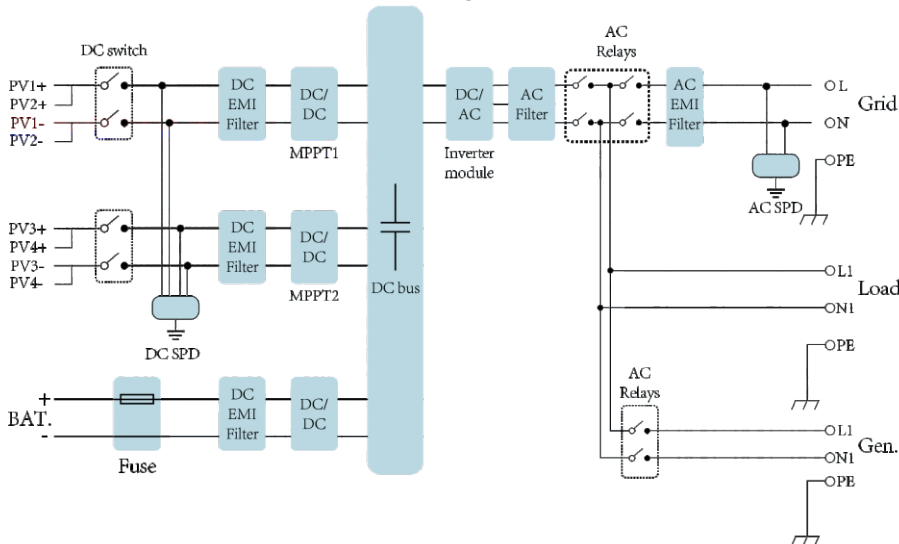 AC
Relays
DC switch
PV1+
PV2+
PV1-
PV2-
DC
EMI
Filter
DC/
DC
MPPT1
DC/
AC
Inverter
module
AC
Filter
AC
EMI
Filter
L
Grid
N
PE
AC SPD
PV3+
PV4+
PV3-
PV4-
DC
EMI
Filter
DC/
DC
MPPT2
DC bus
DC SPD
L1
Load
N1
PE
BAT.
+
-
Fuse
DC
EMI
Filter
DC/
DC
AC
Relays
L1
Gen.
N1
PE